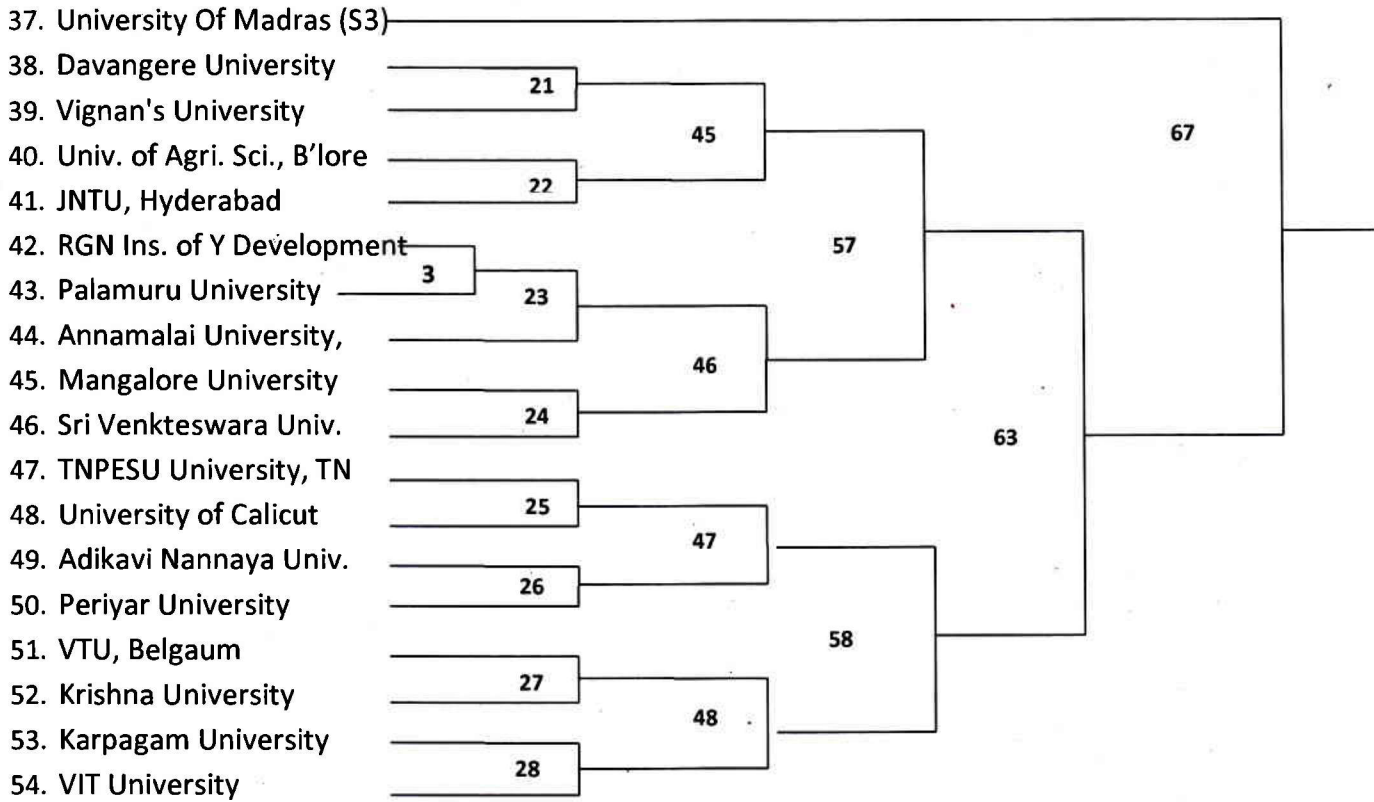 37. University Of Madras (S3)
67
38. Davangere University
21
39. Vignan's University
45
40. Univ. of Agri. Sci., B'lore
22
41. JNTU, Hyderabad
42. RGN Ins. of Y Development
57
3
43. Palamuru University
23
44. Annamalai University,
46
45. Mangalore University
24
46. Sri Venkteswara Univ.
63
47. TNPESU University, TN
25
48. University of Calicut
47
49. Adikavi Nannaya Univ.
26
50. Periyar University
58
51. VTU, Belgaum
27
52. Krishna University
48
53. Karpagam University
28
54. VIT University